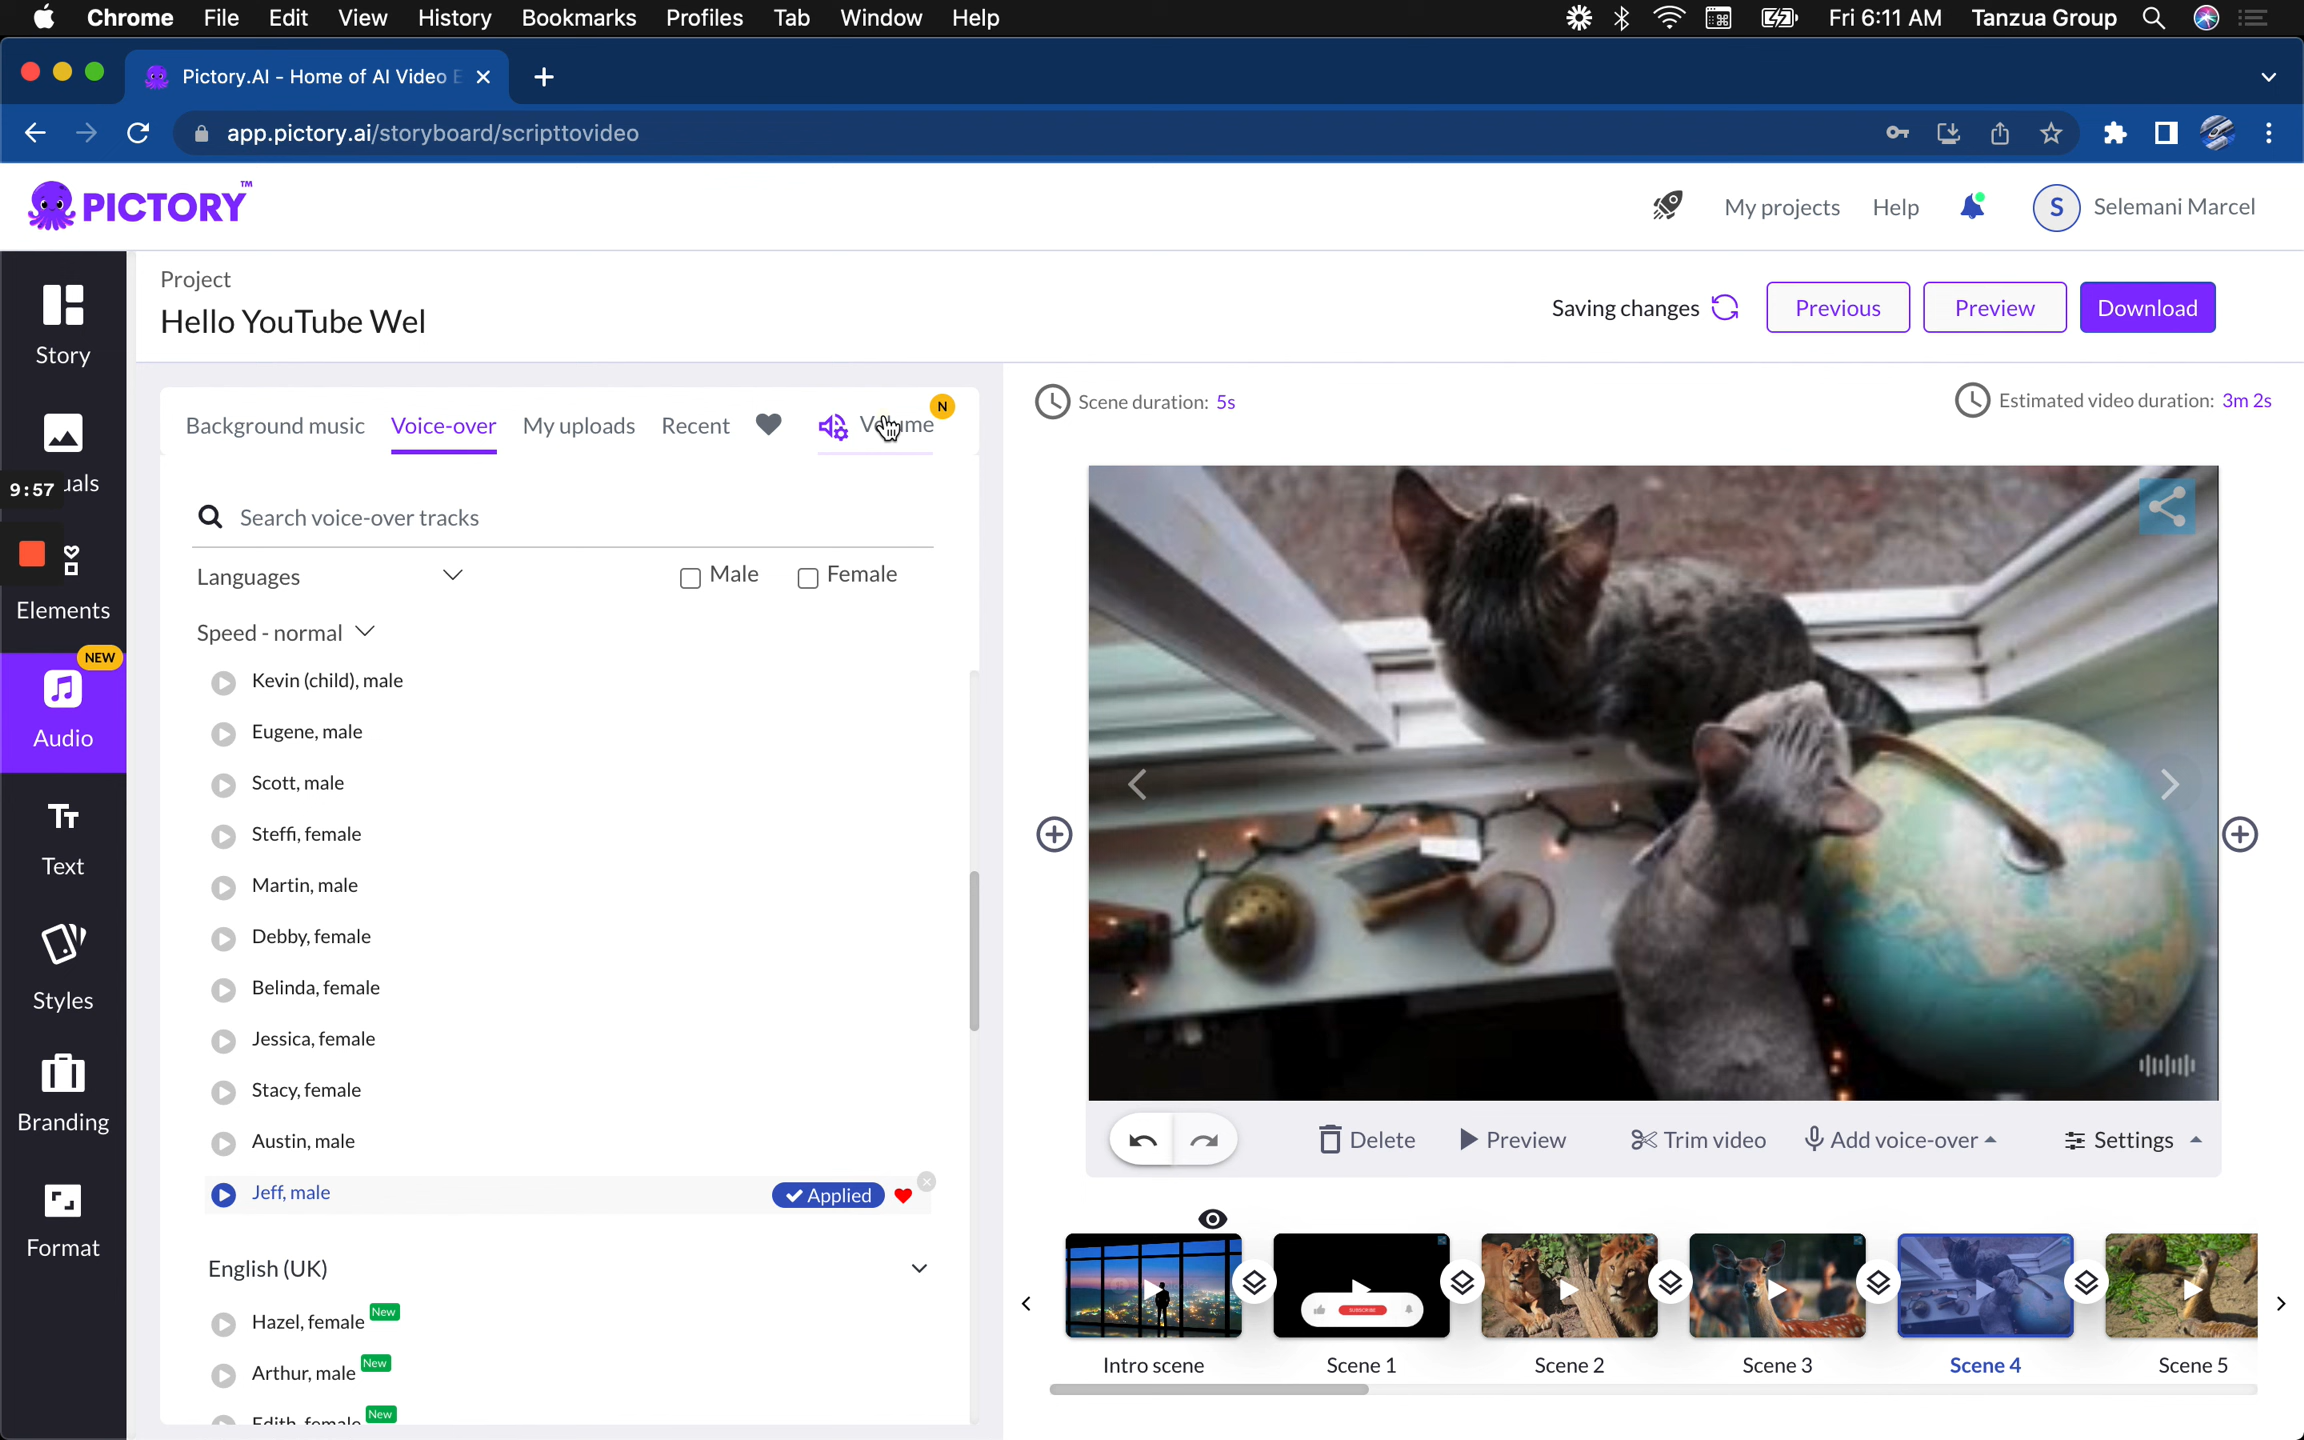 Chrome File Edit View History Bookmarks Profiles Tab Window Help Fri 6:11 AM Tanzua Group
Pictory.AI - Home of AI Video E
app.pictory.ai/storyboard/scripttovideo
PICTORY™ My projects Help S Selemani Marcel
Project
Hello YouTube Wel
Saving changes Previous Preview Download
Story
uals
9:57
Elements
NEW
Audio
Text
Styles
Branding
Format
Background music Voice-over My uploads Recent Volume N
Search voice-over tracks
Languages Male Female
Speed - normal
Kevin (child), male
Eugene, male
Scott, male
Steffi, female
Martin, male
Debby, female
Belinda, female
Jessica, female
Stacy, female
Austin, male
Jeff, male Applied
English (UK)
Hazel, female New
Arthur, male New
Edith, female New
Scene duration: 5s Estimated video duration: 3m 2s
Delete Preview Trim video Add voice-over Settings
SUBSCRIBE
Intro scene Scene 1 Scene 2 Scene 3 Scene 4 Scene 5